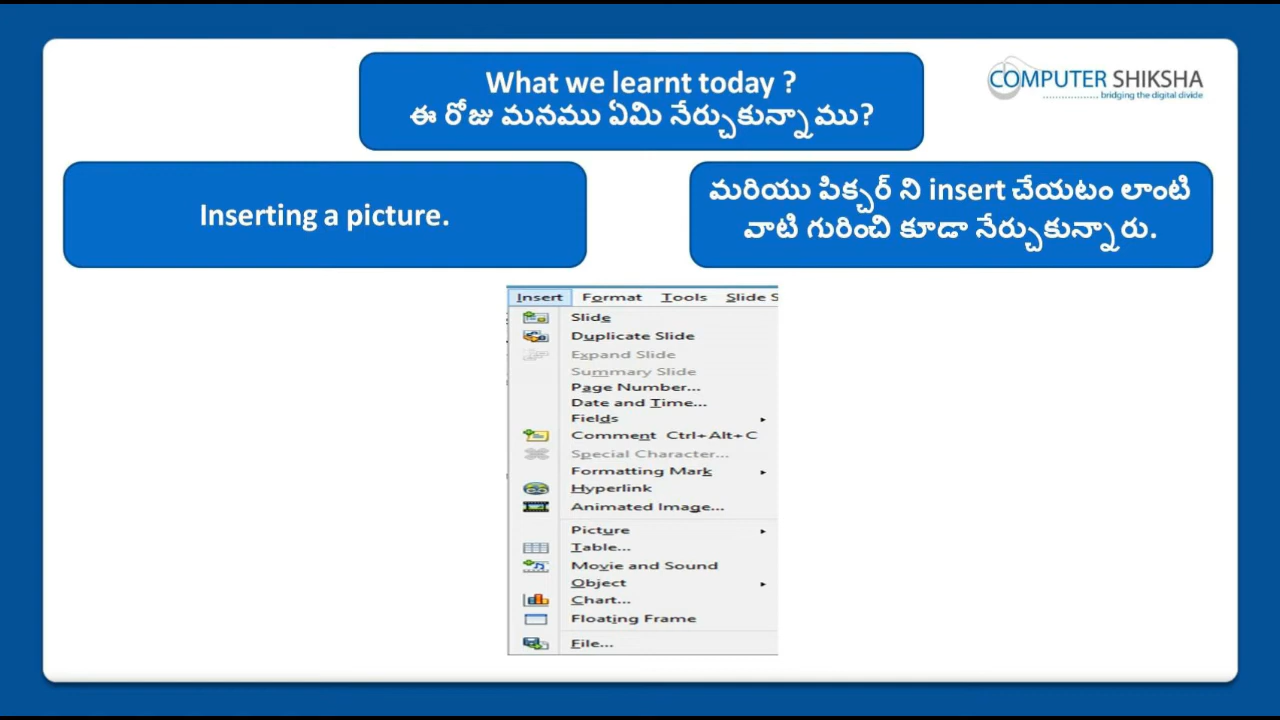 What we learnt today ?
ఈ రోజు మనము ఏమి నేర్చుకున్నాము?
COMPUTER SHIKSHA
.................. bridging the digital divide
Inserting a picture.
మరియు పిక్చర్ ని insert చేయటం లాంటి
వాటి గురించి కూడా నేర్చుకున్నారు.
Insert Format Tools Slide S
Slide
Duplicate Slide
Expand Slide
Summary Slide
Page Number...
Date and Time...
Fields
Comment Ctrl+Alt+C
Special Character...
Formatting Mark
Hyperlink
Animated Image...
Picture
Table...
Movie and Sound
Object
Chart...
Floating Frame
File...